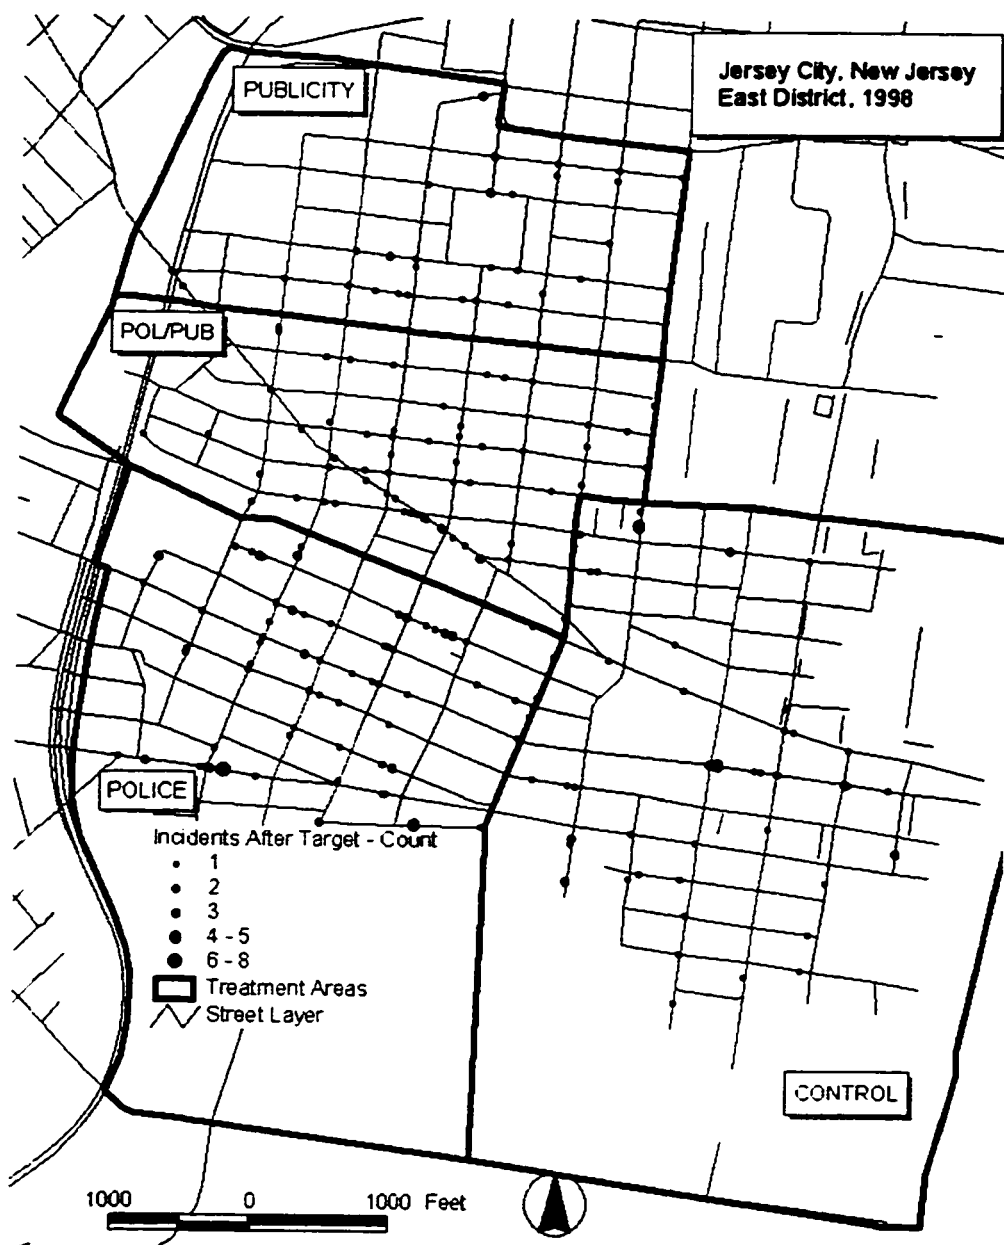 PUBLICITY
Jersey City, New Jersey
East District, 1998
POL/PUB
POLICE
Incidents After Target - Count
1
2
3
4 - 5
6 - 8
Treatment Areas
Street Layer
CONTROL
1000 0 1000 Feet